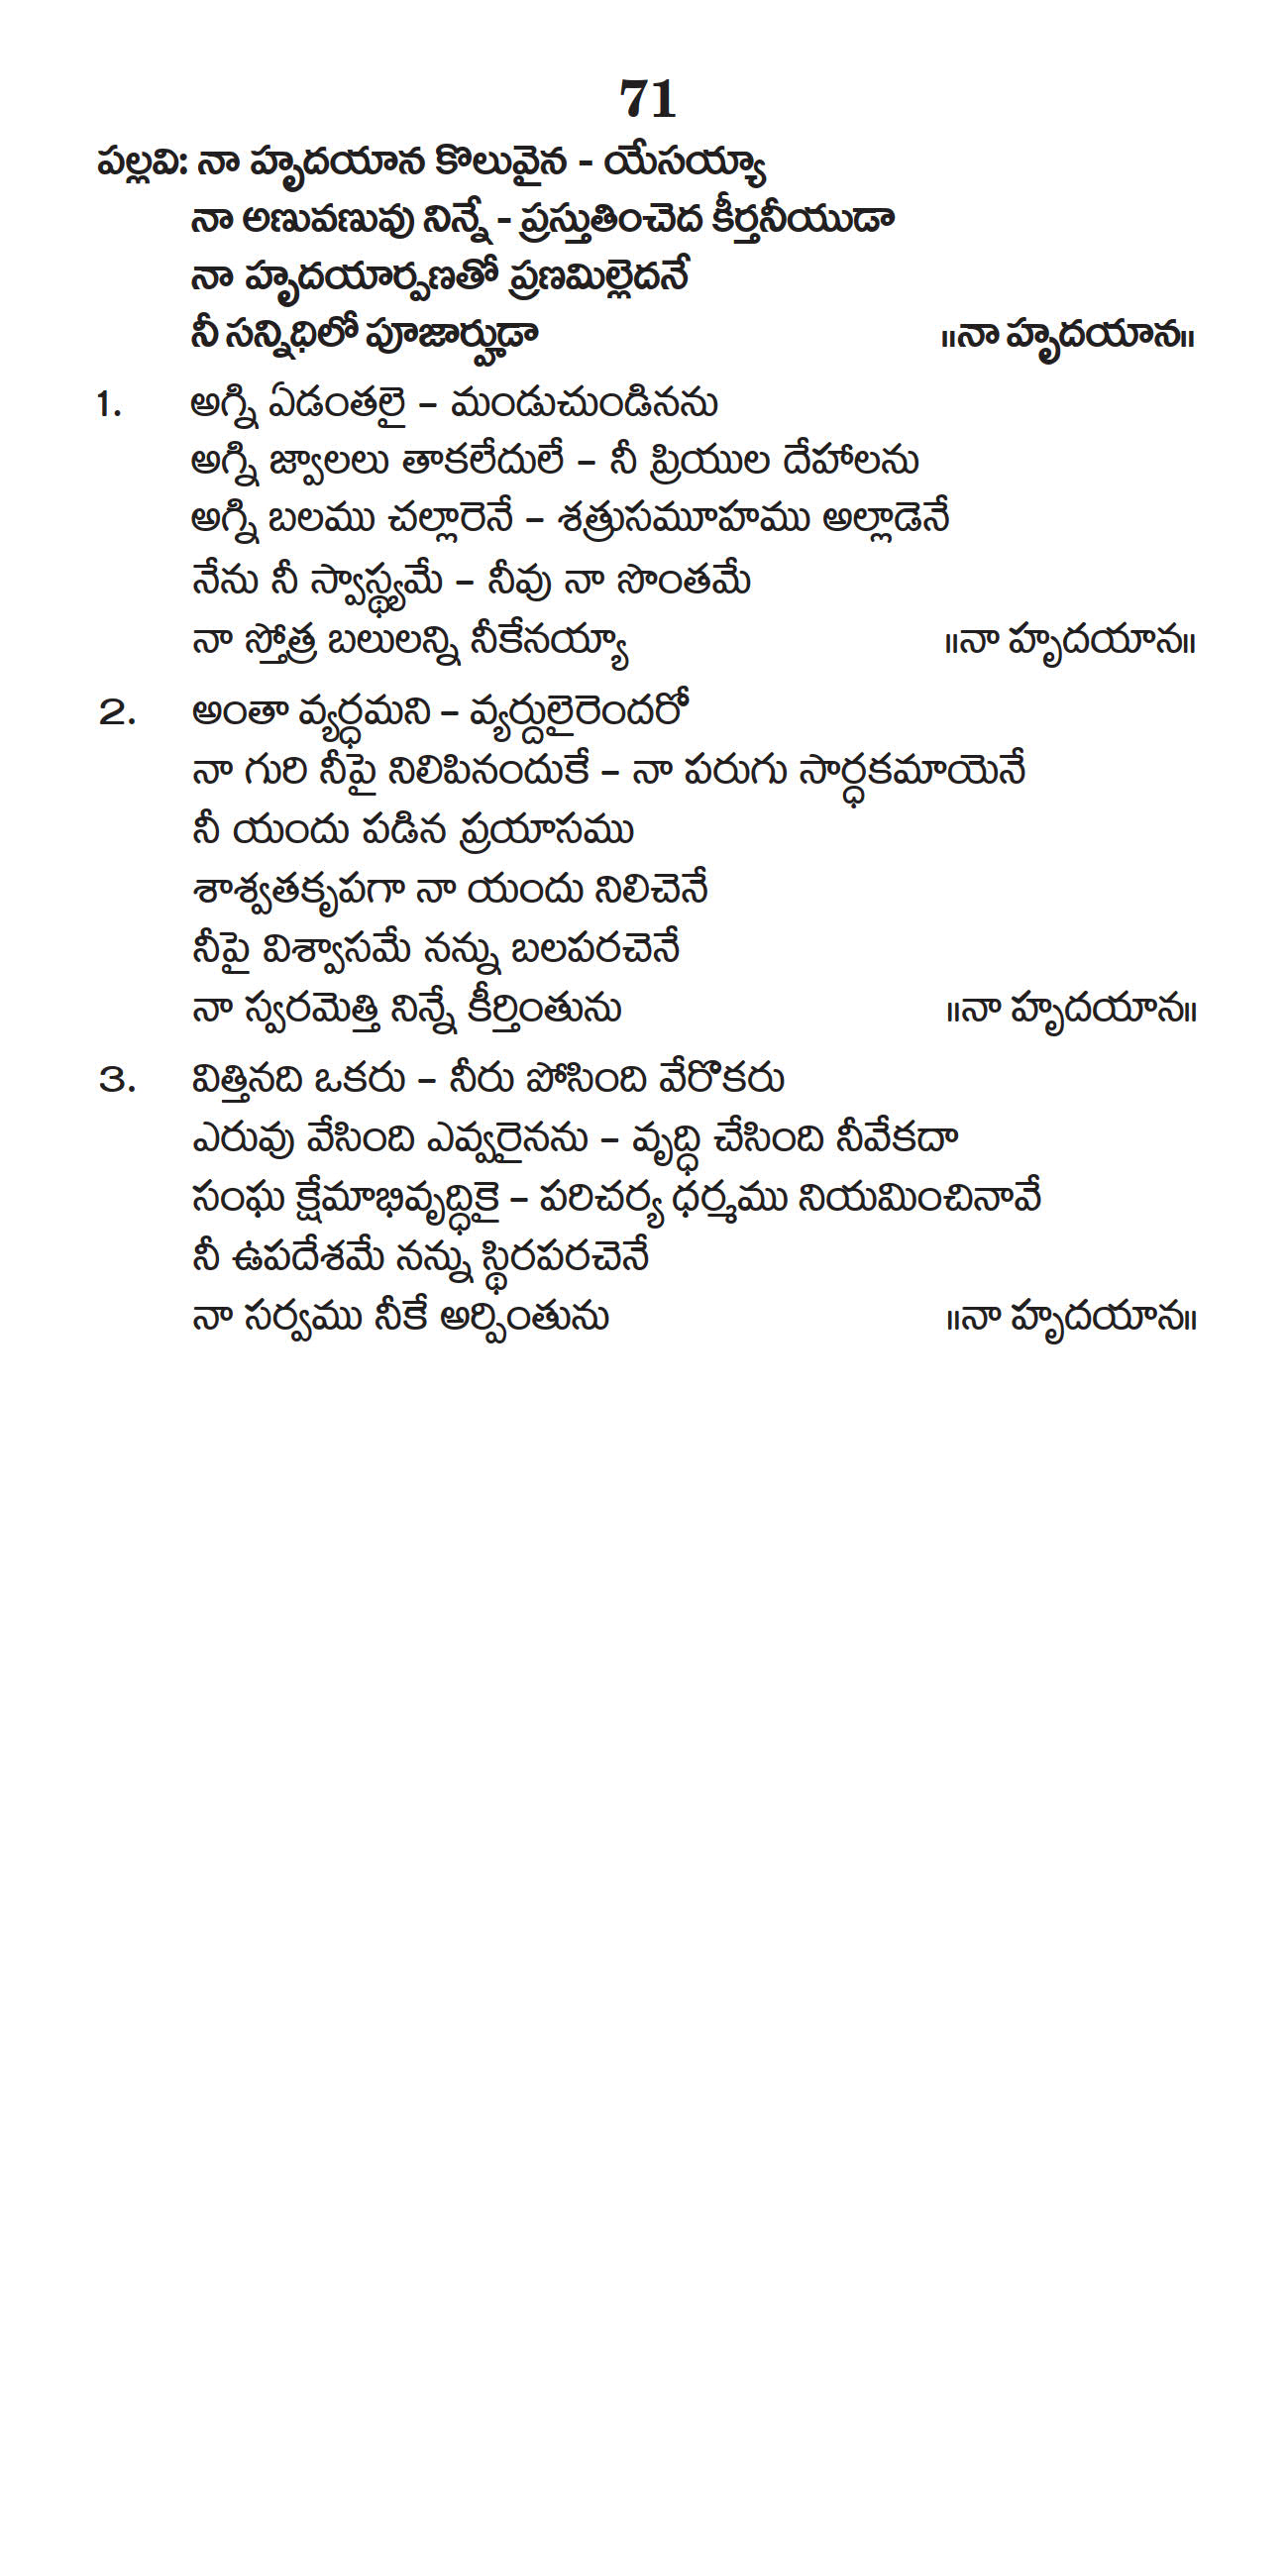 71
పల్లవి: నా హృదయాన కొలువైన - యేసయ్యా
నా అణువణువు నిన్నే - ప్రస్తుతించెద కీర్తనీయుడా
నా హృదయార్పణతో ప్రణమిల్లెదనే
నీ సన్నిధిలో పూజార్హుడా ॥నా హృదయాన॥
1. అగ్ని ఏడంతలై – మండుచుండినను
అగ్ని జ్వాలలు తాకలేదులే – నీ ప్రియుల దేహాలను
అగ్ని బలము చల్లారెనే – శత్రుసమూహము అల్లాడెనే
నేను నీ స్వాస్థ్యమే – నీవు నా సొంతమే
నా స్తోత్ర బలులన్ని నీకేనయ్యా ॥నా హృదయాన॥
2. అంతా వ్యర్ధమని – వ్యర్దులైరెందరో
నా గురి నీపై నిలిపినందుకే – నా పరుగు సార్ధకమాయెనే
నీ యందు పడిన ప్రయాసము
శాశ్వతకృపగా నా యందు నిలిచెనే
నీపై విశ్వాసమే నన్ను బలపరచెనే
నా స్వరమెత్తి నిన్నే కీర్తింతును ॥నా హృదయాన॥
3. విత్తినది ఒకరు – నీరు పోసింది వేరొకరు
ఎరువు వేసింది ఎవ్వరైనను – వృద్ధి చేసింది నీవేకదా
సంఘ క్షేమాభివృద్ధికై – పరిచర్య ధర్మము నియమించినావే
నీ ఉపదేశమే నన్ను స్థిరపరచెనే
నా సర్వము నీకే అర్పింతును ॥నా హృదయాన॥